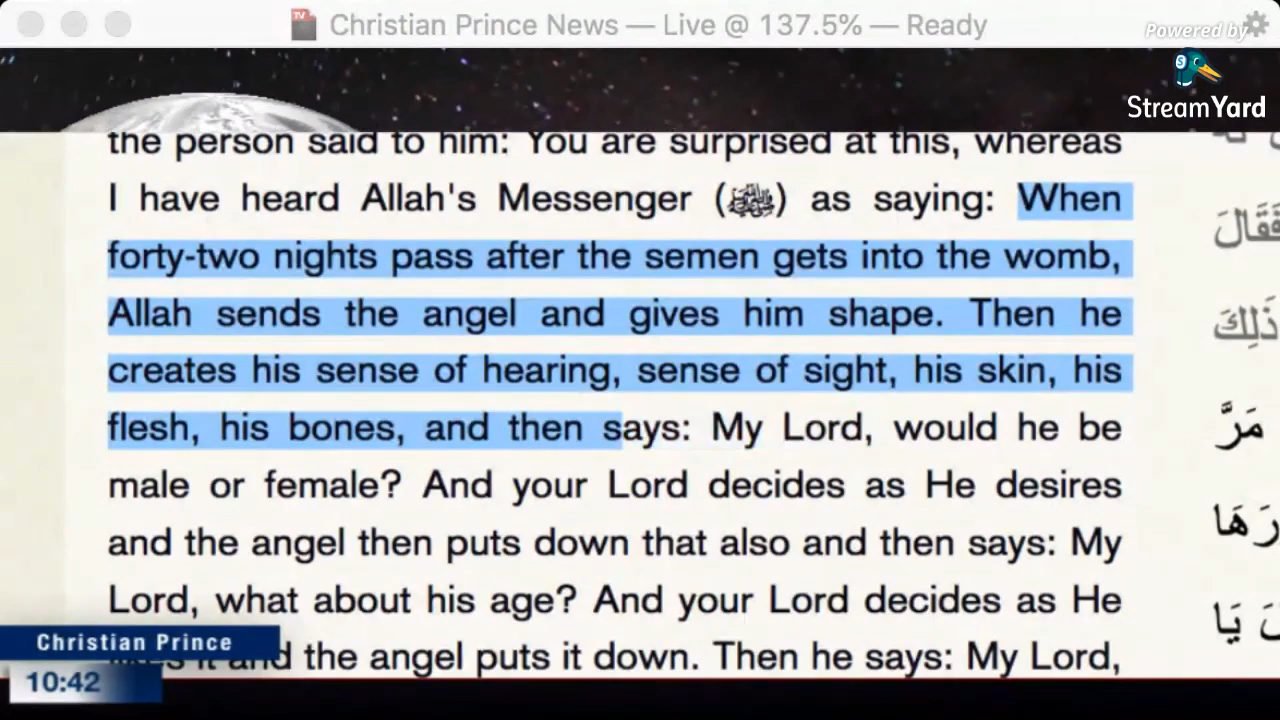 Christian Prince News — Live @ 137.5% — Ready
Powered by
StreamYard
the person said to him: You are surprised at this, whereas
I have heard Allah's Messenger (ﷺ) as saying: When
forty-two nights pass after the semen gets into the womb,
Allah sends the angel and gives him shape. Then he
creates his sense of hearing, sense of sight, his skin, his
flesh, his bones, and then says: My Lord, would he be
male or female? And your Lord decides as He desires
and the angel then puts down that also and then says: My
Lord, what about his age? And your Lord decides as He
likes it and the angel puts it down. Then he says: My Lord,
فَقَالَ
ذَلِكَ
مَرَّ
يَا
Christian Prince
10:42